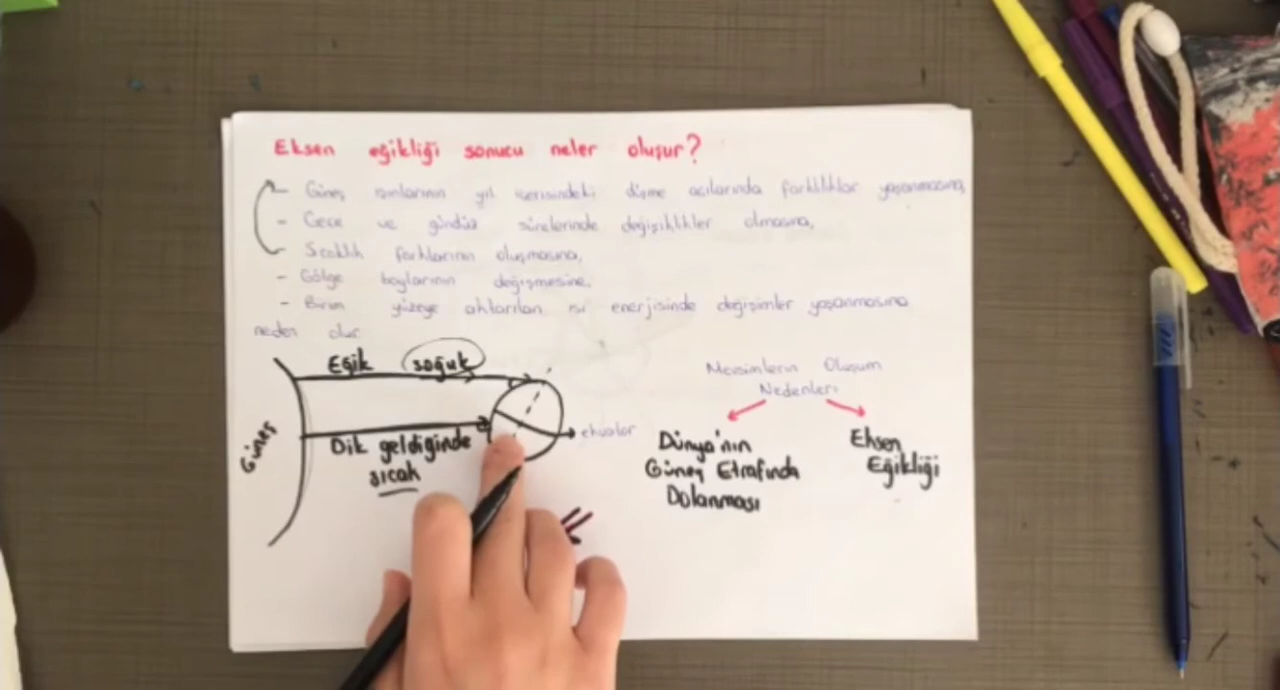 Eksen eğikliği sonucu neler oluşur?
- Güneş ışınlarının yıl içerisindeki düşme açılarında farklılıklar yaşanmasına,
- Gece ve gündüz sürelerinde değişiklikler olmasına,
- Sıcaklık farklarının oluşmasına,
- Gölge boylarının değişmesine,
- Birim yüzeye aktarılan ısı enerjisinde değişimler yaşanmasına
neden olur.
Eğik soğuk
Güneş
Dik geldiğinde
sıcak
ekvator
Mevsimlerin Oluşum
Nedenleri
Dünya'nın
Güneş Etrafında
Dolanması
Eksen
Eğikliği